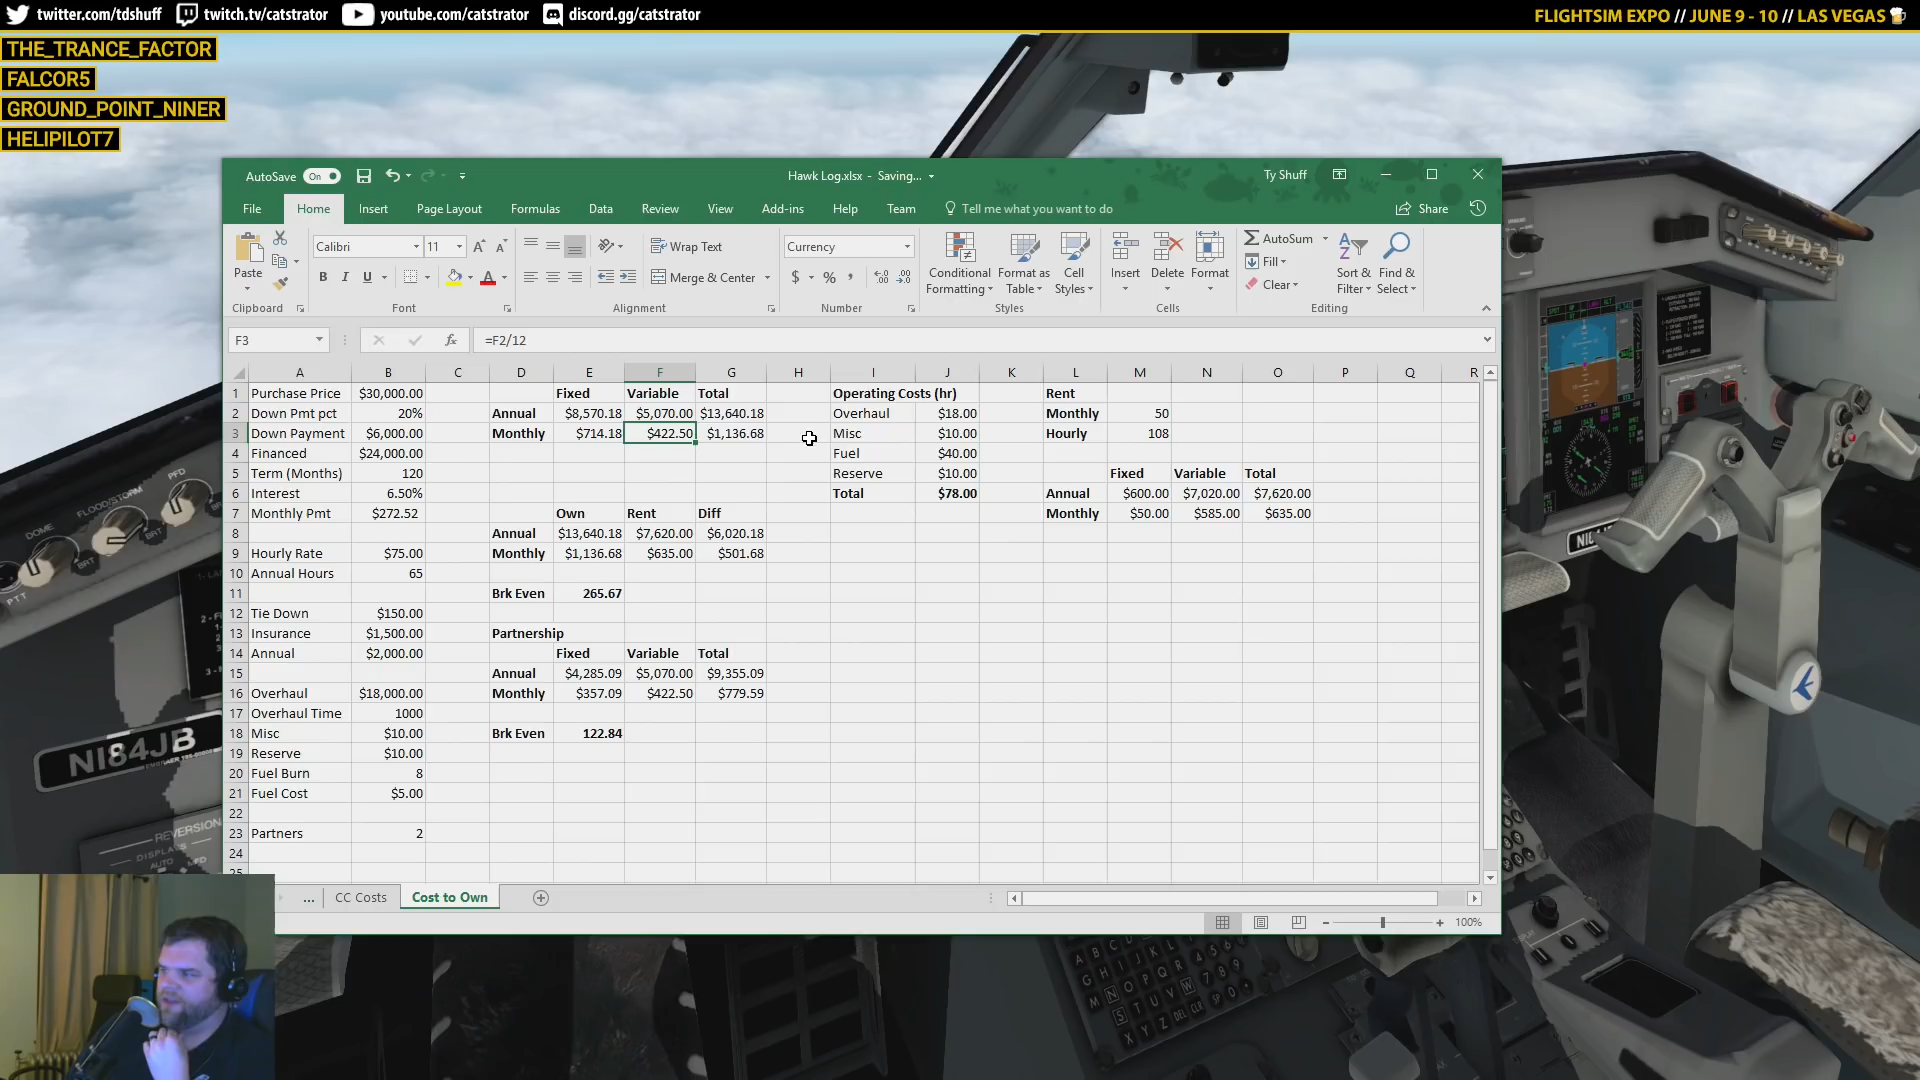 twitter.com/tdshuff twitch.tv/catstrator youtube.com/catstrator discord.gg/catstrator FLIGHTSIM EXPO // JUNE 9 - 10 // LAS VEGAS
THE_TRANCE_FACTOR
FALCOR5
GROUND_POINT_NINER
HELIPILOT7
AutoSave On Hawk Log.xlsx - Saving... Ty Shuff
File Home Insert Page Layout Formulas Data Review View Add-ins Help Team Tell me what you want to do Share
Paste Calibri 11 Wrap Text Currency Conditional Formatting Format as Table Cell Styles Insert Delete Format AutoSum Sort & Filter Find & Select
B I U Merge & Center $ % Fill
Clear
Clipboard Font Alignment Number Styles Cells Editing
F3 fx =F2/12
A B C D E F G H I J K L M N O P Q R
1 Purchase Price $30,000.00 Fixed Variable Total Operating Costs (hr) Rent
2 Down Pmt pct 20% Annual $8,570.18 $5,070.00 $13,640.18 Overhaul $18.00 Monthly 50
3 Down Payment $6,000.00 Monthly $714.18 $422.50 $1,136.68 Misc $10.00 Hourly 108
4 Financed $24,000.00 Fuel $40.00
5 Term (Months) 120 Reserve $10.00 Fixed Variable Total
6 Interest 6.50% Total $78.00 Annual $600.00 $7,020.00 $7,620.00
7 Monthly Pmt $272.52 Own Rent Diff Monthly $50.00 $585.00 $635.00
8 Annual $13,640.18 $7,620.00 $6,020.18
9 Hourly Rate $75.00 Monthly $1,136.68 $635.00 $501.68
10 Annual Hours 65
11 Brk Even 265.67
12 Tie Down $150.00
13 Insurance $1,500.00 Partnership
14 Annual $2,000.00 Fixed Variable Total
15 Annual $4,285.09 $5,070.00 $9,355.09
16 Overhaul $18,000.00 Monthly $357.09 $422.50 $779.59
17 Overhaul Time 1000
18 Misc $10.00 Brk Even 122.84
19 Reserve $10.00
20 Fuel Burn 8
21 Fuel Cost $5.00
22
23 Partners 2
24
25
... CC Costs Cost to Own
100%
DOME
FLOOD/STORM
PFD
BRT
BRT
PTT
NI84JB
REVERSION
DISPLAYS
AUTO
MFD